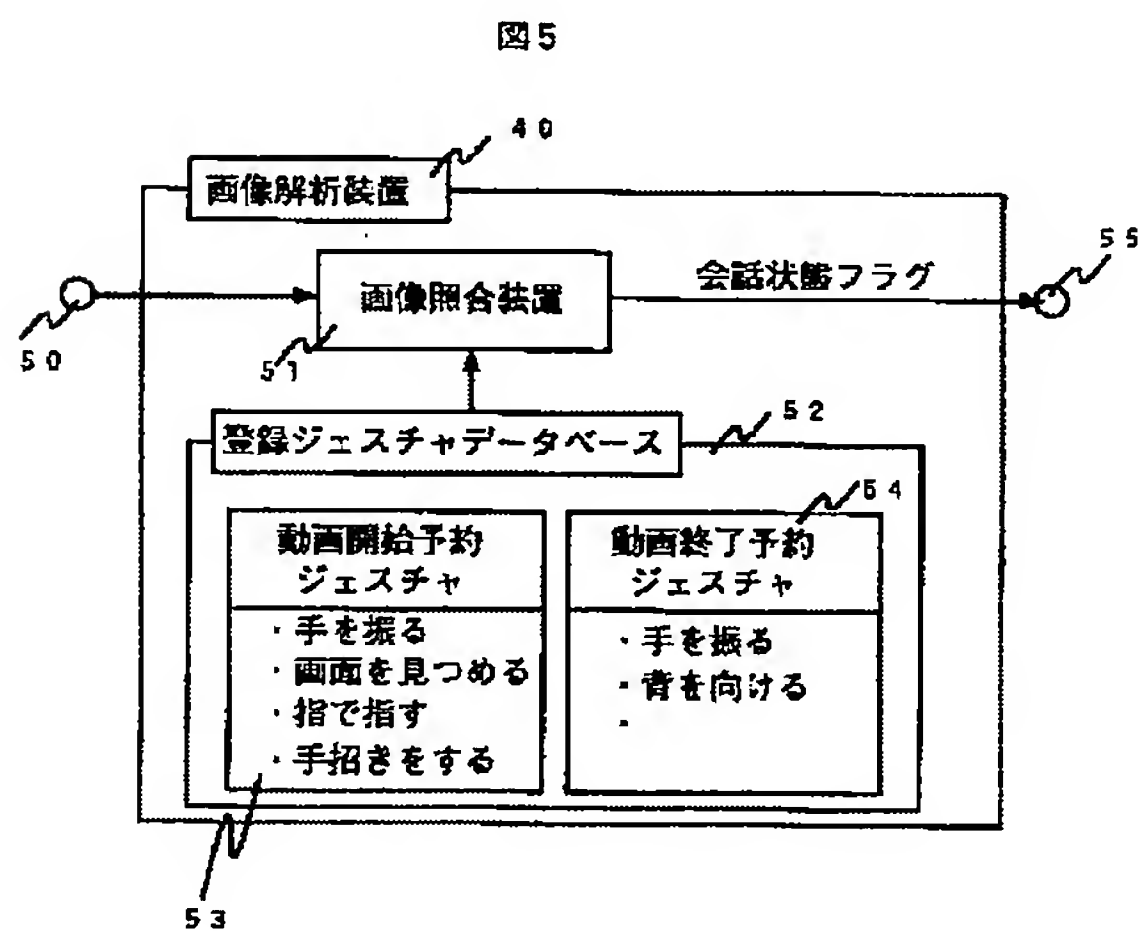 図5
40
画像解析装置
55
会話状態フラグ
画像照合装置
50
51
52
登録ジェスチャデータベース
54
動画開始予約
ジェスチャ
・手を振る
・画面を見つめる
・指で指す
・手招きをする
動画終了予約
ジェスチャ
・手を振る
・背を向ける
・
53